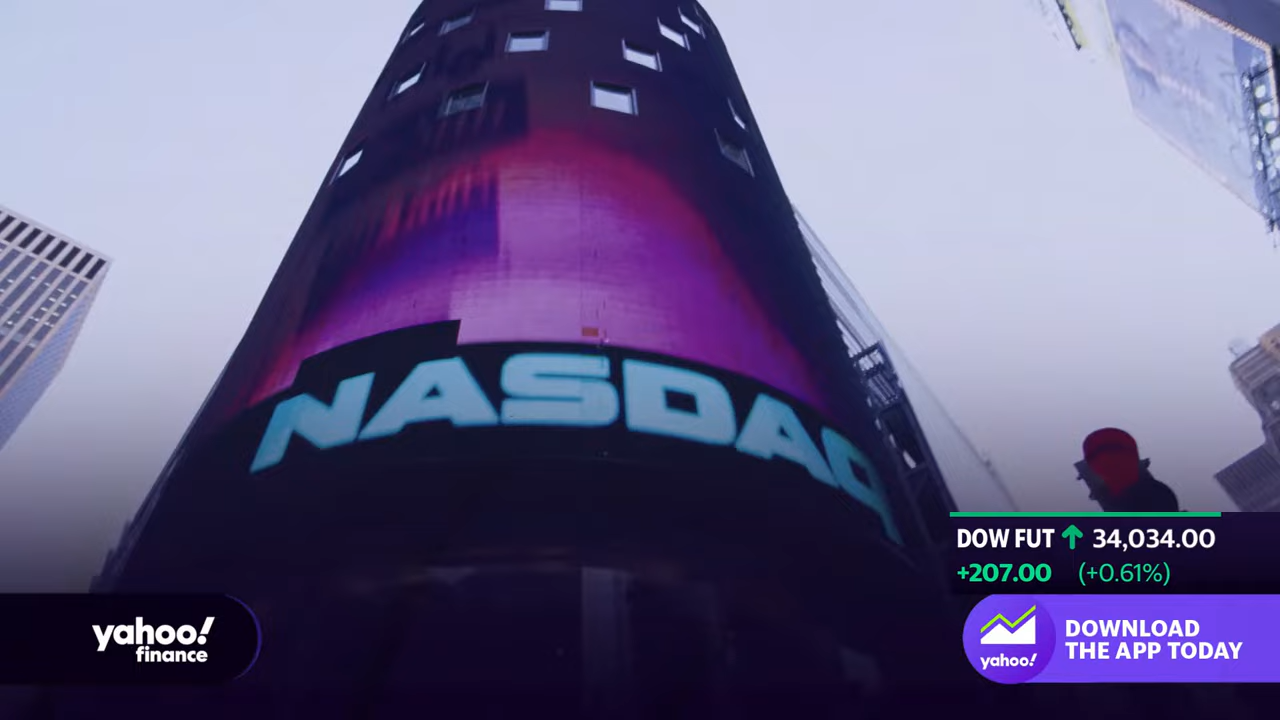 NASDAQ
DOW FUT 34,034.00
+207.00 (+0.61%)
yahoo!
finance
yahoo!
DOWNLOAD
THE APP TODAY